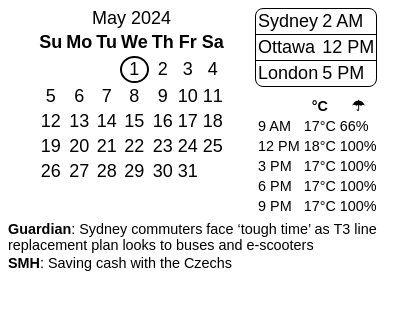 May 2024
Su Mo Tu We Th Fr Sa
1 2 3 4
5 6 7 8 9 10 11
12 13 14 15 16 17 18
19 20 21 22 23 24 25
26 27 28 29 30 31
Sydney 2 AM
Ottawa 12 PM
London 5 PM
°C ☂
9 AM 17°C 66%
12 PM 18°C 100%
3 PM 17°C 100%
6 PM 17°C 100%
9 PM 17°C 100%
Guardian: Sydney commuters face ‘tough time’ as T3 line
replacement plan looks to buses and e-scooters
SMH: Saving cash with the Czechs